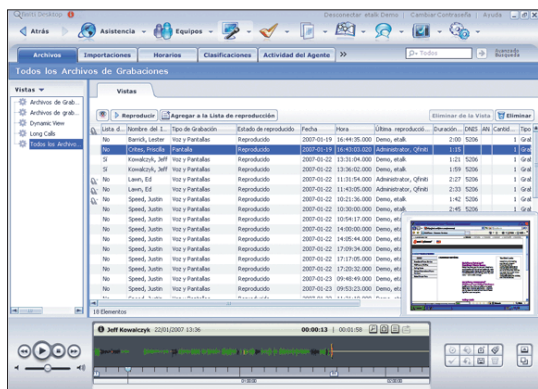 Qfiniti Desktop
Desconectar etalk Demo | Cambiar Contraseña | Ayuda
Atrás Asistencia Equipos
Archivos Importaciones Horarios Clasificaciones Actividad del Agente >> Todos Avanzado Búsqueda
Todos los Archivos de Grabaciones
Vistas
Archivos de Grab...
Archivos de grab...
Dynamic View
Long Calls
Todos los Archivo...
Vistas
Reproducir Agregar a la Lista de reproducción Eliminar de la Vista Eliminar
Lista d... Nombre del I... Tipo de Grabación Estado de reproducido Fecha Hora Última reproducci... Duración... DNIS ANI Cantid... Tipo
No Barrick, Lester Voz y Pantallas Reproducido 2007-01-19 16:44:35.000 Demo, etalk 2:00 5206 1 Gral
No Crites, Priscilla Pantalla Reproducido 2007-01-19 16:43:03.020 Administrator, Qfiniti 1:15 1 Gral
Sí Kowalczyk, Jeff Voz y Pantallas Reproducido 2007-01-22 13:31:04.000 Demo, etalk 1:21 5206 1 Gral
Sí Kowalczyk, Jeff Voz y Pantallas Reproducido 2007-01-22 13:36:02.000 Demo, etalk 1:59 5206 1 Gral
No Lawn, Ed Voz y Pantallas Reproducido 2007-01-22 11:31:54.000 Administrator, Qfiniti 2:27 5206 1 Gral
No Lawn, Ed Voz y Pantallas Reproducido 2007-01-22 11:43:05.000 Administrator, Qfiniti 2:33 5206 1 Gral
No Speed, Justin Voz y Pantallas Reproducido 2007-01-22 10:21:36.000 Demo, etalk 1:42 5206 1 Gral
No Speed, Justin Voz y Pantallas Reproducido 2007-01-22 10:30:00.000 Demo, etalk 2:45 5206 1 Gral
No Speed, Justin Voz y Pantallas Reproducido 2007-01-22 10:54:17.000 Demo, eta
No Speed, Justin Voz y Pantallas Reproducido 2007-01-22 14:00:00.000 Demo, eta
No Speed, Justin Voz y Pantallas Reproducido 2007-01-22 14:05:44.000 Demo, eta
No Speed, Justin Voz y Pantallas Reproducido 2007-01-22 17:09:34.000 Demo, eta
No Speed, Justin Voz y Pantallas Reproducido 2007-01-22 17:17:05.000 Demo, eta
No Speed, Justin Voz y Pantallas Reproducido 2007-01-22 17:20:32.000 Demo, eta
No Speed, Justin Voz y Pantallas Reproducido 2007-01-23 09:48:49.000 Demo, eta
No Speed, Justin Voz y Pantallas Reproducido 2007-01-23 09:53:23.000 Demo, eta
18 Elementos
Jeff Kowalczyk 22/01/2007 13:36 00:00:13 | 00:01:58
01:00:00 02:00:00